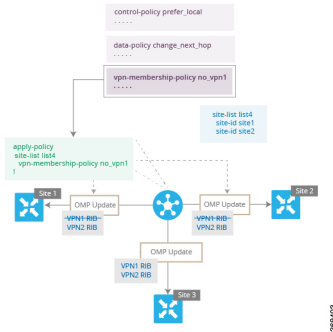 control-policy prefer_local
. . . . .
data-policy change_next_hop
. . . . .
vpn-membership-policy no_vpn1
. . . . .
site-list list4
site-id site1
site-id site2
apply-policy
site-list list4
vpn-membership-policy no_vpn1
!
Site 1
OMP Update
OMP Update
Site 2
VPN1 RIB
VPN2 RIB
VPN1 RIB
VPN2 RIB
OMP Update
VPN1 RIB
VPN2 RIB
Site 3